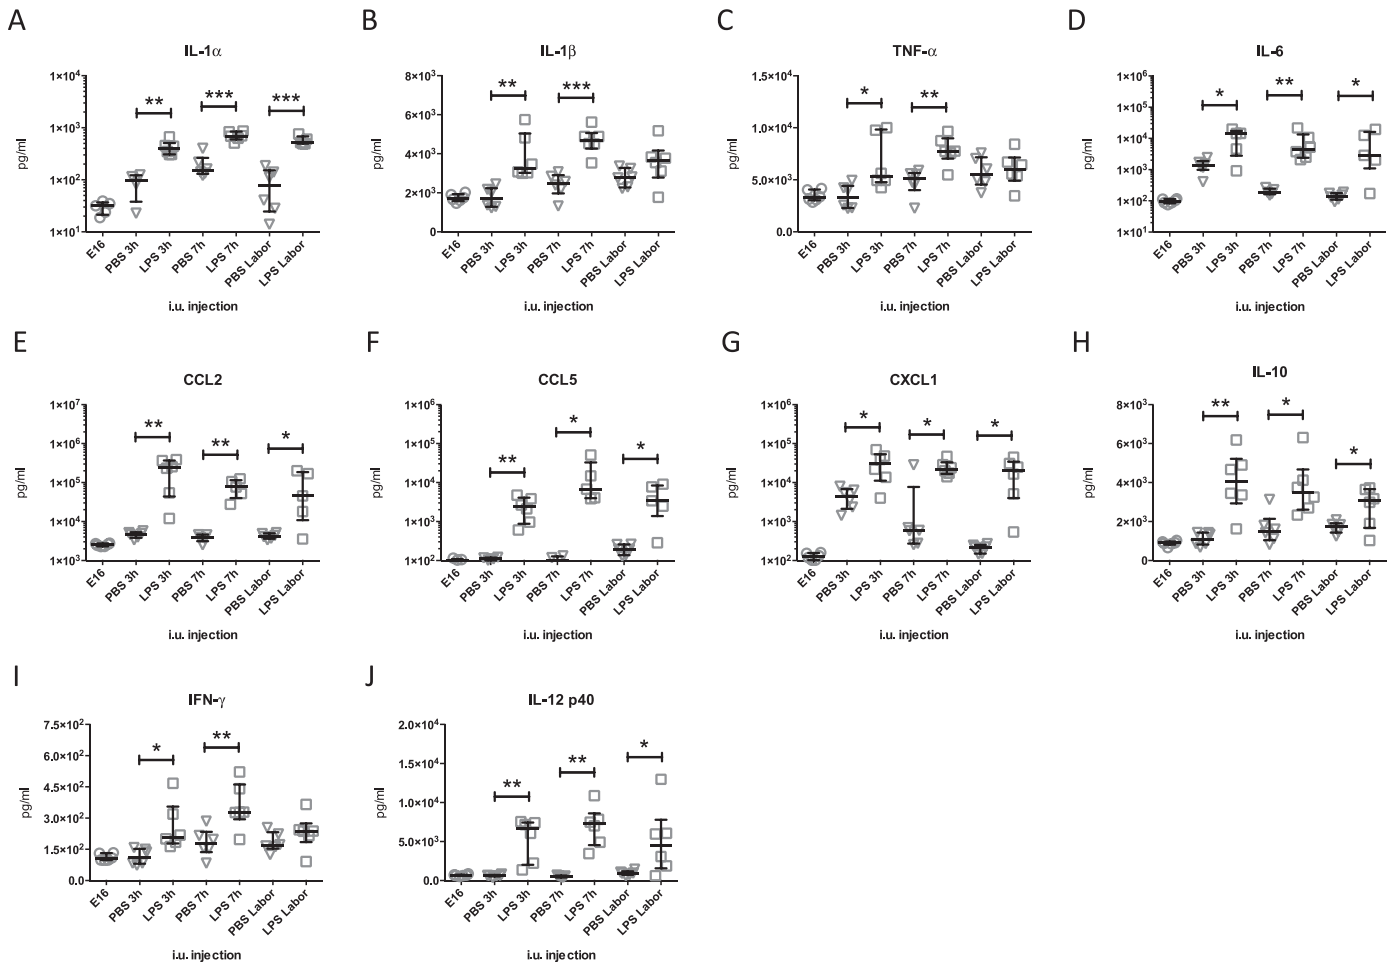 A
IL-1α
1×10⁴
1×10³
1×10²
1×10¹
pg/ml
**
***
***
E16
PBS 3h
LPS 3h
PBS 7h
LPS 7h
PBS Labor
LPS Labor
i.u. injection
B
IL-1β
8×10³
6×10³
4×10³
2×10³
0
pg/ml
**
***
E16
PBS 3h
LPS 3h
PBS 7h
LPS 7h
PBS Labor
LPS Labor
i.u. injection
C
TNF-α
1.5×10⁴
1.0×10⁴
5.0×10³
0.0
pg/ml
*
**
E16
PBS 3h
LPS 3h
PBS 7h
LPS 7h
PBS Labor
LPS Labor
i.u. injection
D
IL-6
1×10⁶
1×10⁵
1×10⁴
1×10³
1×10²
1×10¹
pg/ml
*
**
*
E16
PBS 3h
LPS 3h
PBS 7h
LPS 7h
PBS Labor
LPS Labor
i.u. injection
E
CCL2
1×10⁷
1×10⁶
1×10⁵
1×10⁴
1×10³
pg/ml
**
**
*
E16
PBS 3h
LPS 3h
PBS 7h
LPS 7h
PBS Labor
LPS Labor
i.u. injection
F
CCL5
1×10⁶
1×10⁵
1×10⁴
1×10³
1×10²
pg/ml
**
*
*
E16
PBS 3h
LPS 3h
PBS 7h
LPS 7h
PBS Labor
LPS Labor
i.u. injection
G
CXCL1
1×10⁶
1×10⁵
1×10⁴
1×10³
1×10²
pg/ml
*
*
*
E16
PBS 3h
LPS 3h
PBS 7h
LPS 7h
PBS Labor
LPS Labor
i.u. injection
H
IL-10
8×10³
6×10³
4×10³
2×10³
0
pg/ml
**
*
*
E16
PBS 3h
LPS 3h
PBS 7h
LPS 7h
PBS Labor
LPS Labor
i.u. injection
I
IFN-γ
7.5×10²
6.0×10²
4.5×10²
3.0×10²
1.5×10²
0.0
pg/ml
*
**
E16
PBS 3h
LPS 3h
PBS 7h
LPS 7h
PBS Labor
LPS Labor
i.u. injection
J
IL-12 p40
2.0×10⁴
1.5×10⁴
1.0×10⁴
5.0×10³
0.0
pg/ml
**
**
*
E16
PBS 3h
LPS 3h
PBS 7h
LPS 7h
PBS Labor
LPS Labor
i.u. injection